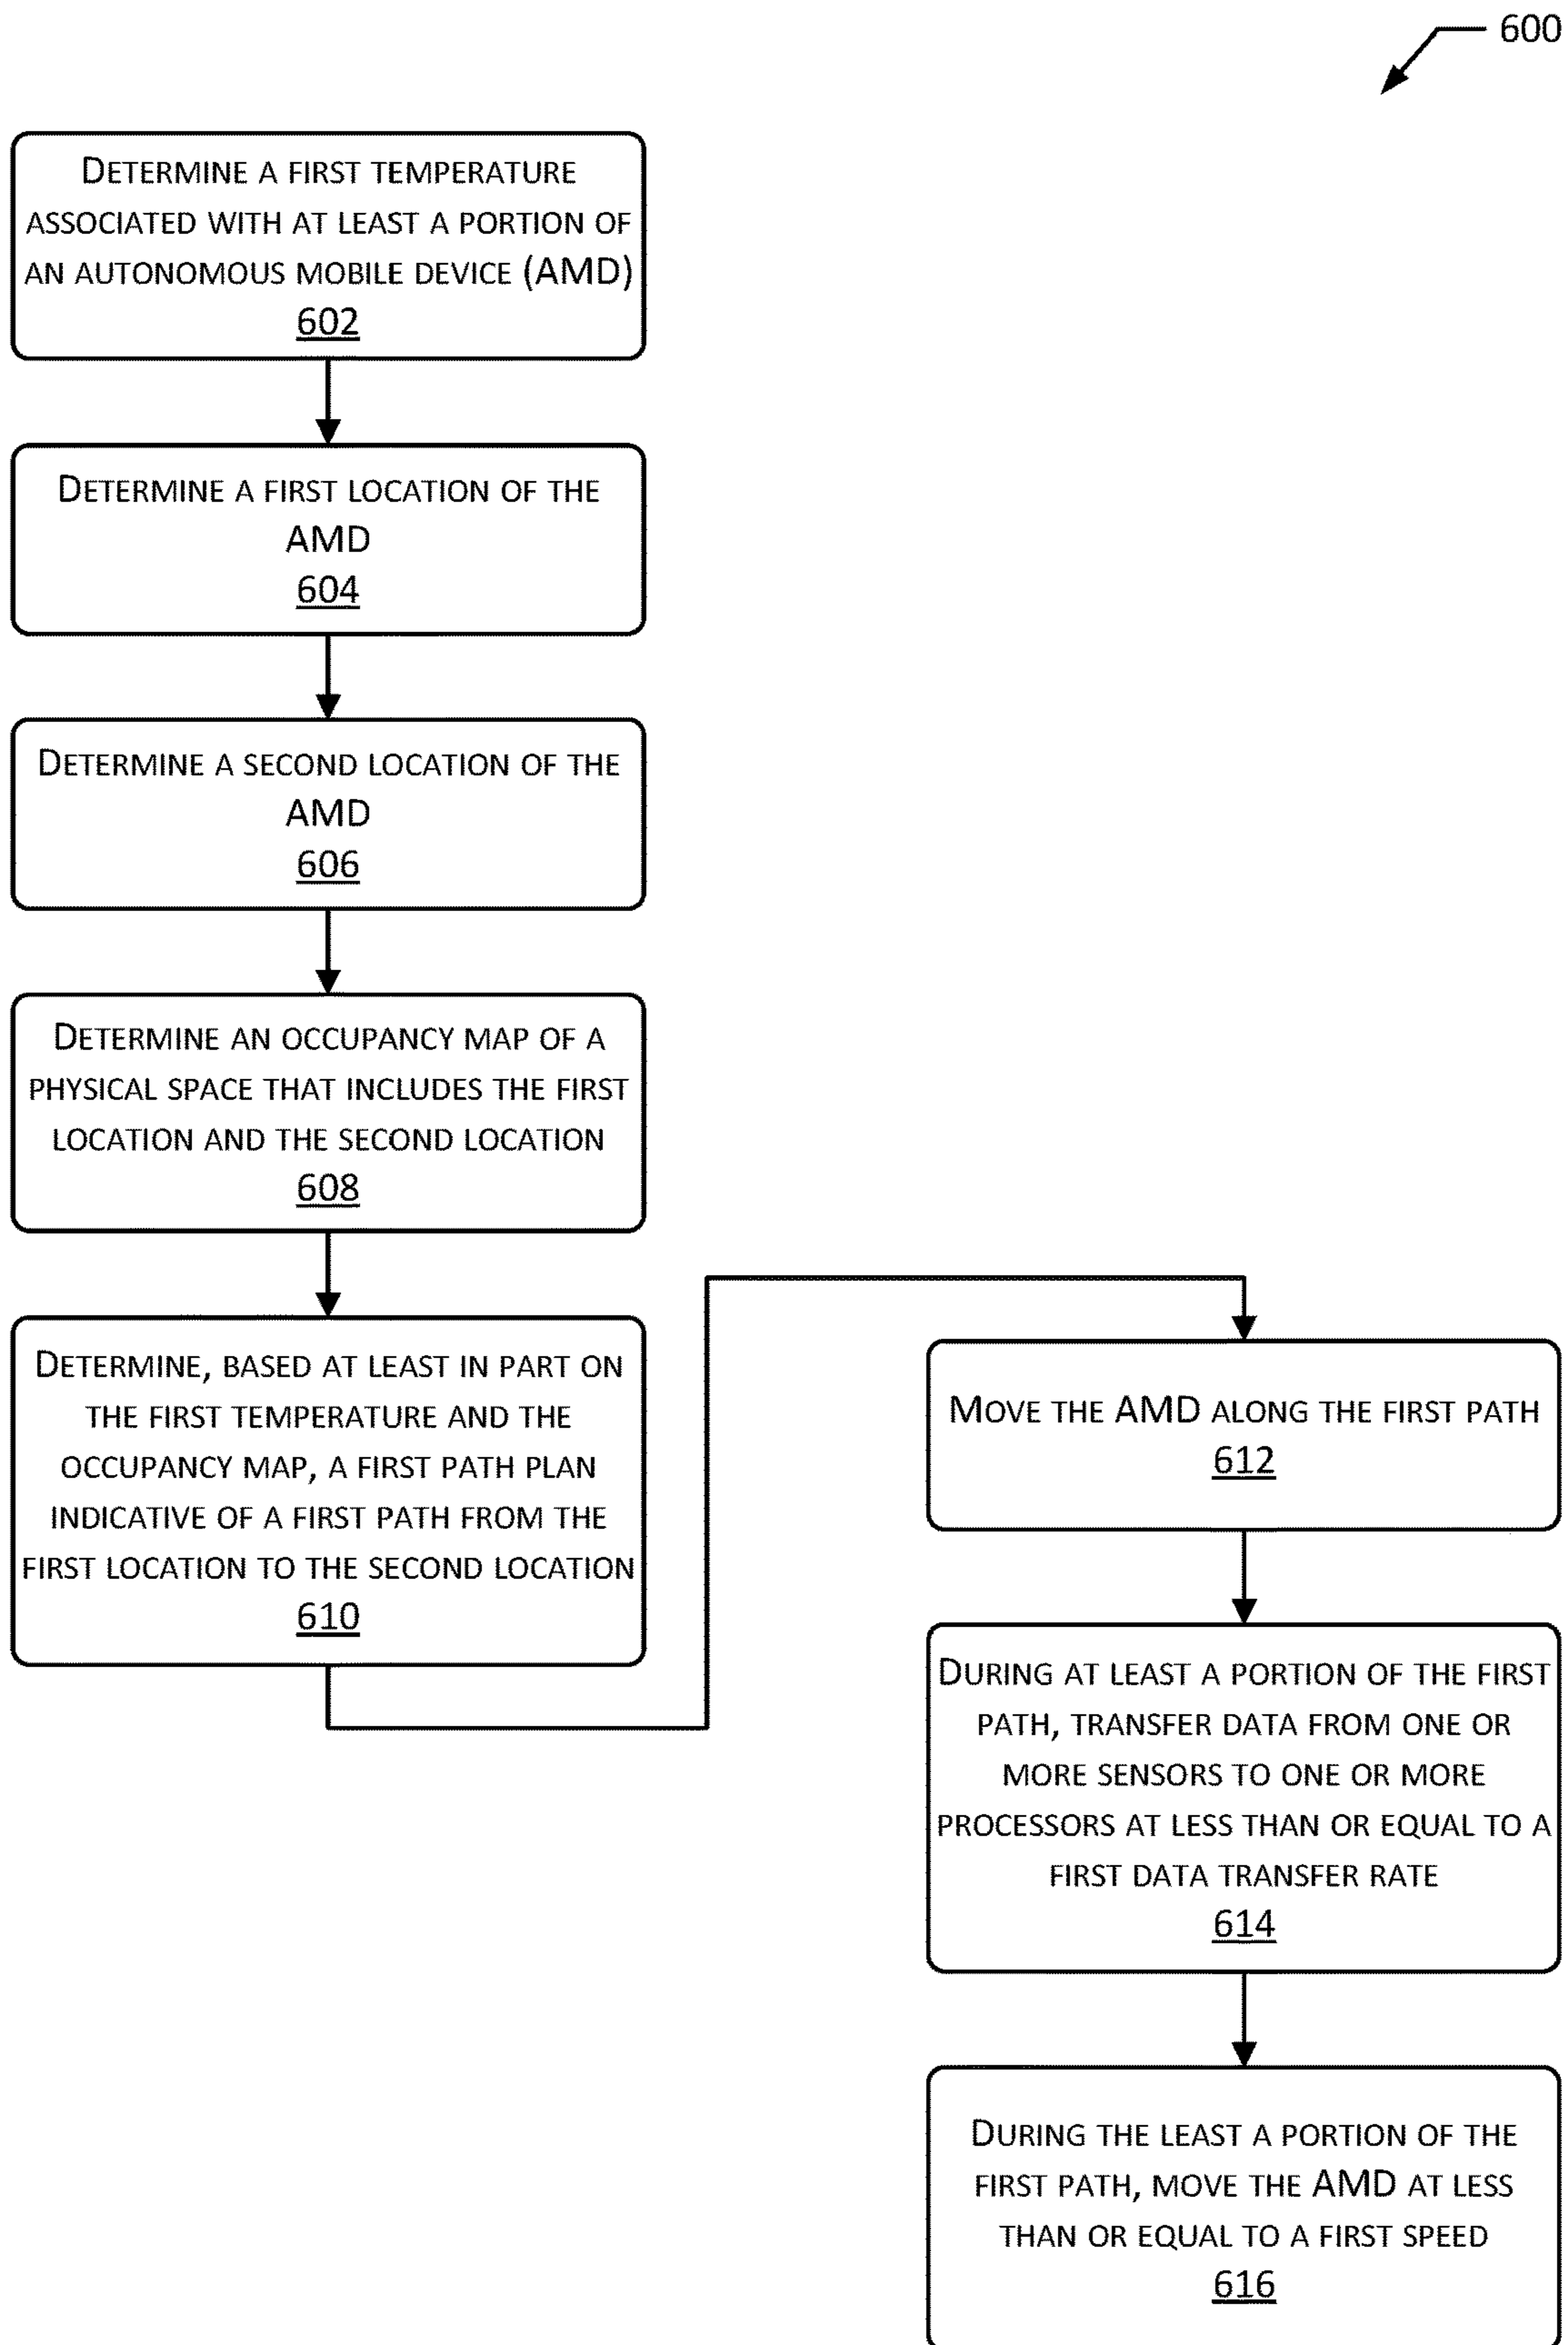 600
DETERMINE A FIRST TEMPERATURE
ASSOCIATED WITH AT LEAST A PORTION OF
AN AUTONOMOUS MOBILE DEVICE (AMD)
602
DETERMINE A FIRST LOCATION OF THE
AMD
604
DETERMINE A SECOND LOCATION OF THE
AMD
606
DETERMINE AN OCCUPANCY MAP OF A
PHYSICAL SPACE THAT INCLUDES THE FIRST
LOCATION AND THE SECOND LOCATION
608
DETERMINE, BASED AT LEAST IN PART ON
THE FIRST TEMPERATURE AND THE
OCCUPANCY MAP, A FIRST PATH PLAN
INDICATIVE OF A FIRST PATH FROM THE
FIRST LOCATION TO THE SECOND LOCATION
610
MOVE THE AMD ALONG THE FIRST PATH
612
DURING AT LEAST A PORTION OF THE FIRST
PATH, TRANSFER DATA FROM ONE OR
MORE SENSORS TO ONE OR MORE
PROCESSORS AT LESS THAN OR EQUAL TO A
FIRST DATA TRANSFER RATE
614
DURING THE LEAST A PORTION OF THE
FIRST PATH, MOVE THE AMD AT LESS
THAN OR EQUAL TO A FIRST SPEED
616